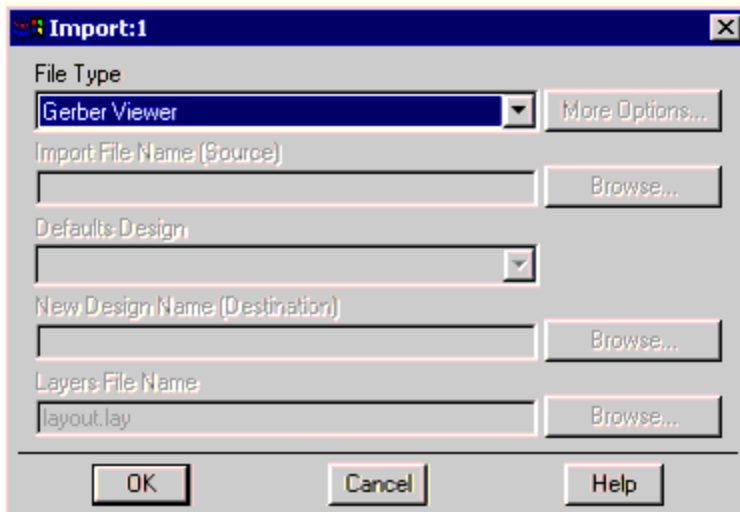 Import:1
File Type
Gerber Viewer
More Options...
Import File Name (Source)
Browse...
Defaults Design
New Design Name (Destination)
Browse...
Layers File Name
layout.lay
Browse...
OK
Cancel
Help